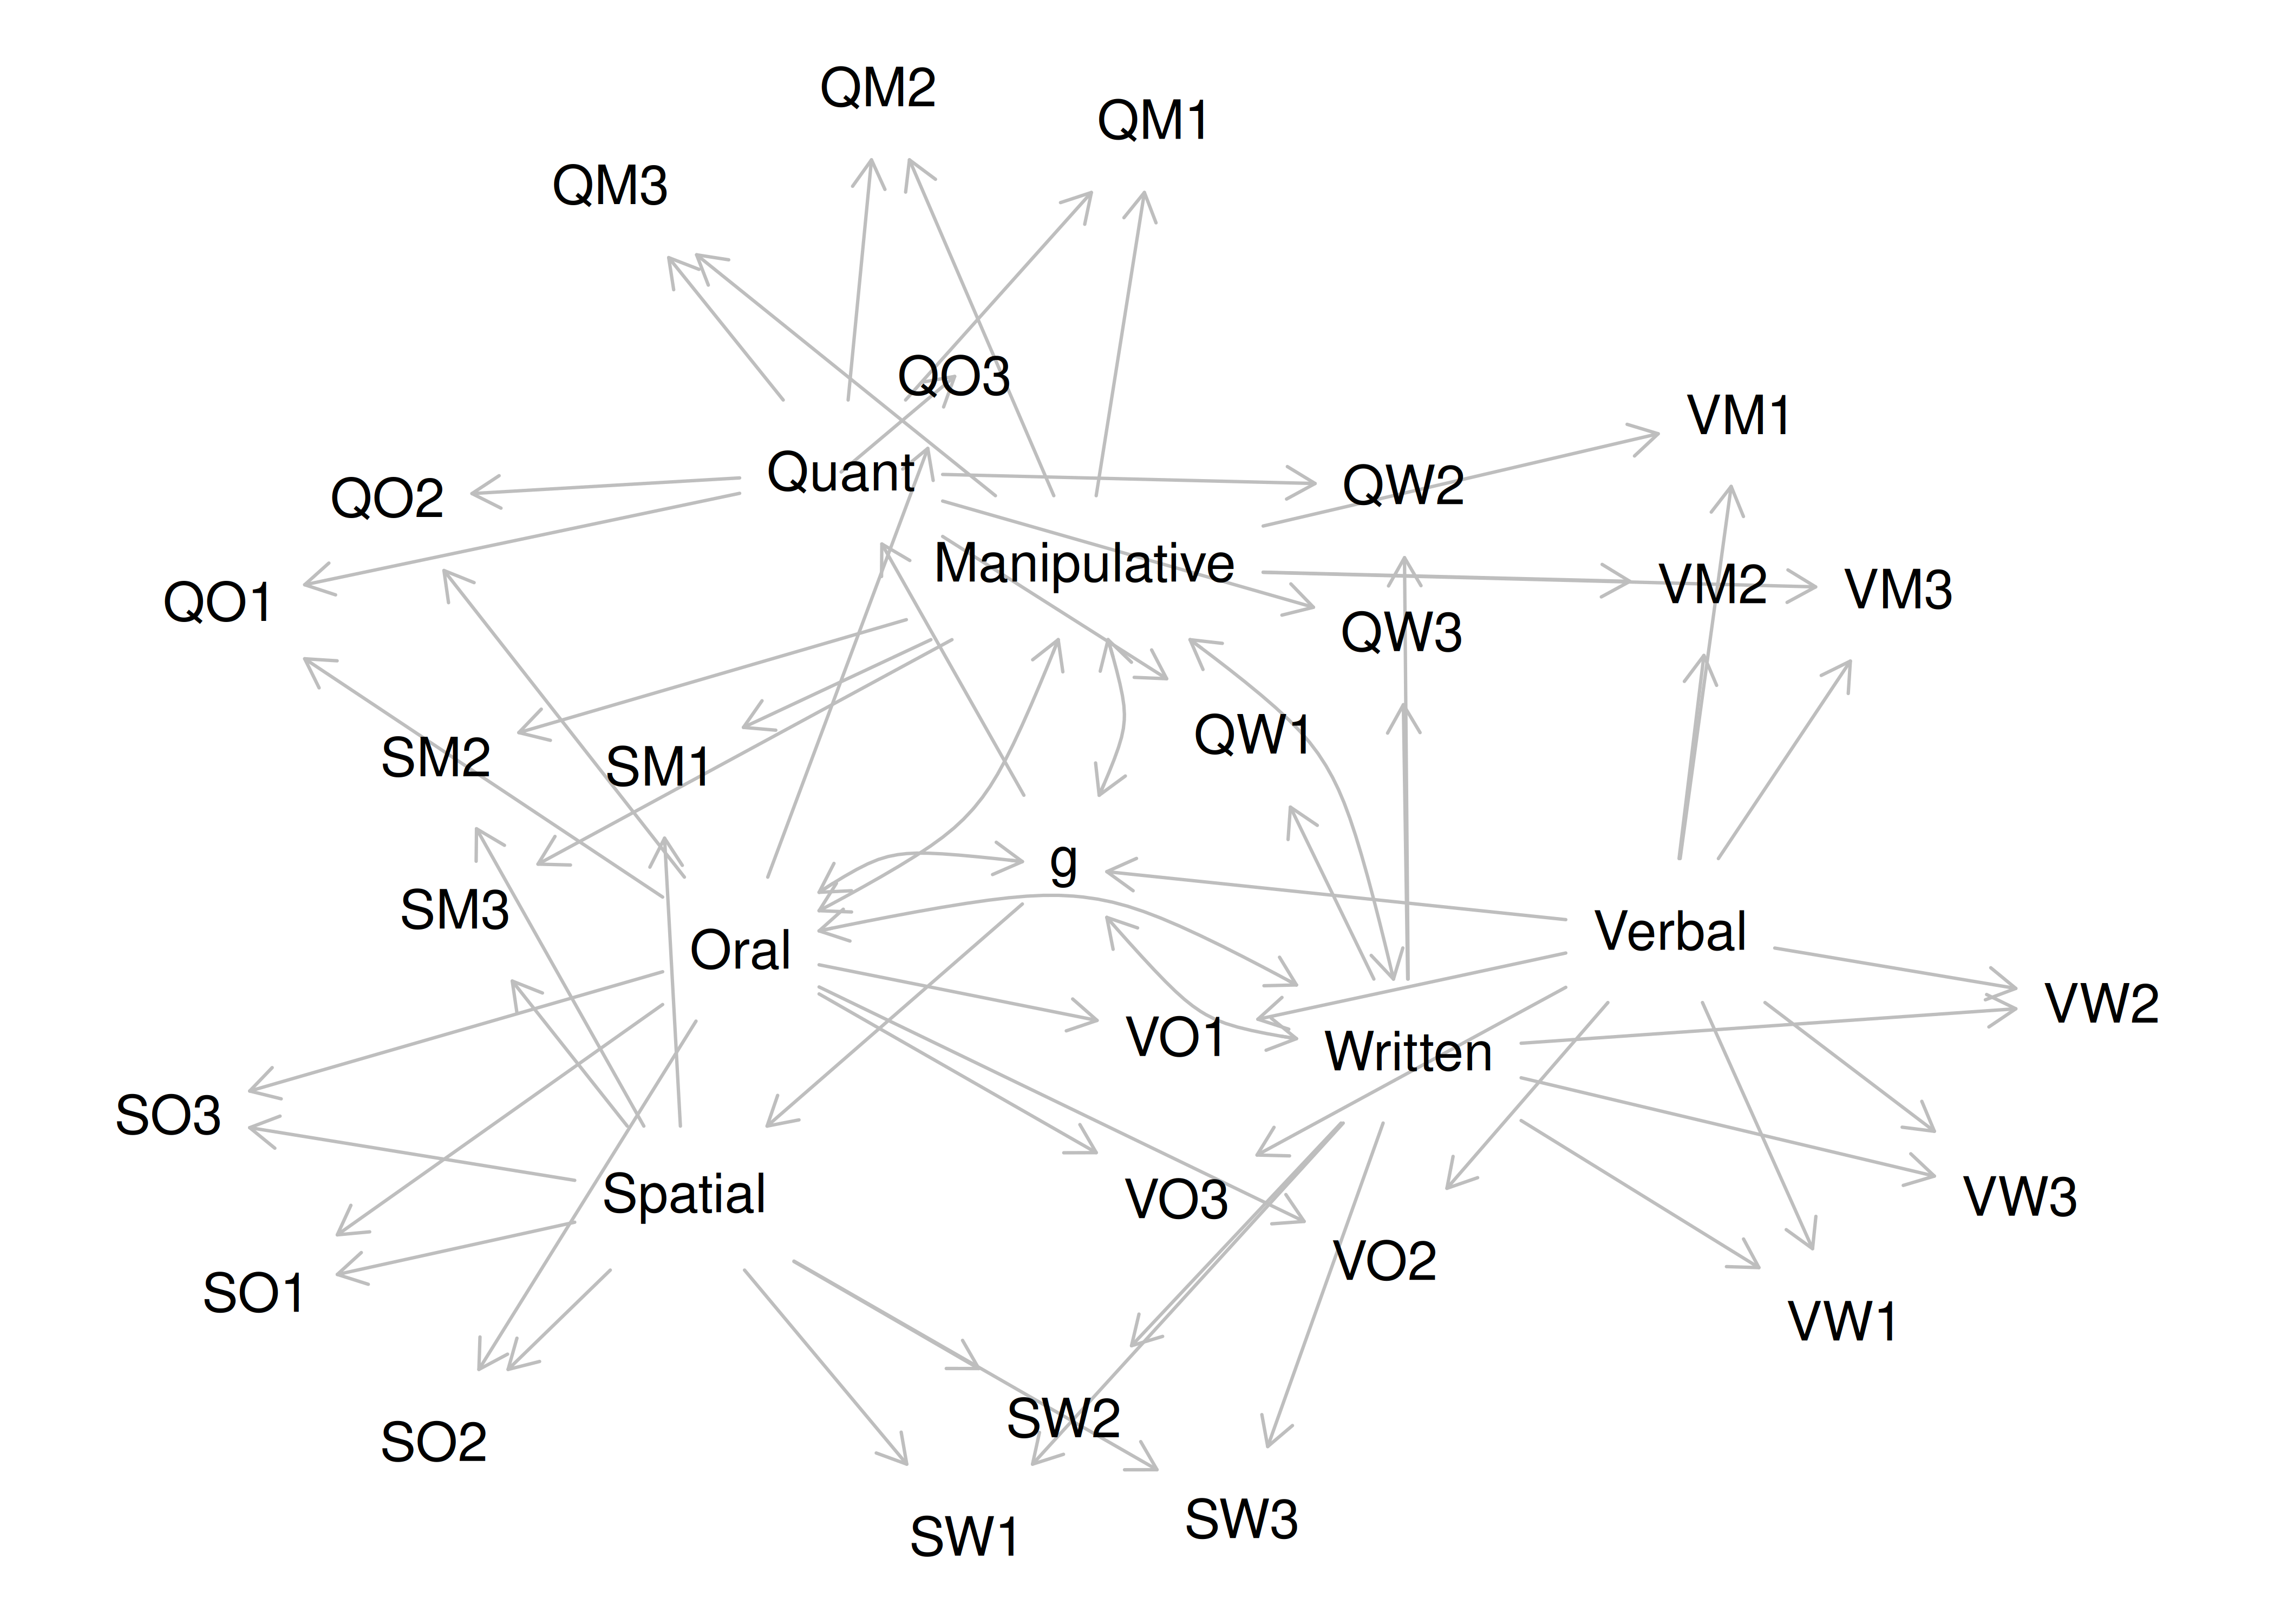 QM2
QM1
QM3
QO3
VM1
Quant
QW2
QO2
Manipulative
VM2
VM3
QO1
QW3
QW1
SM2
SM1
g
SM3
Verbal
Oral
VW2
VO1
Written
SO3
Spatial
VO3
VW3
VO2
SO1
VW1
SW2
SO2
SW3
SW1